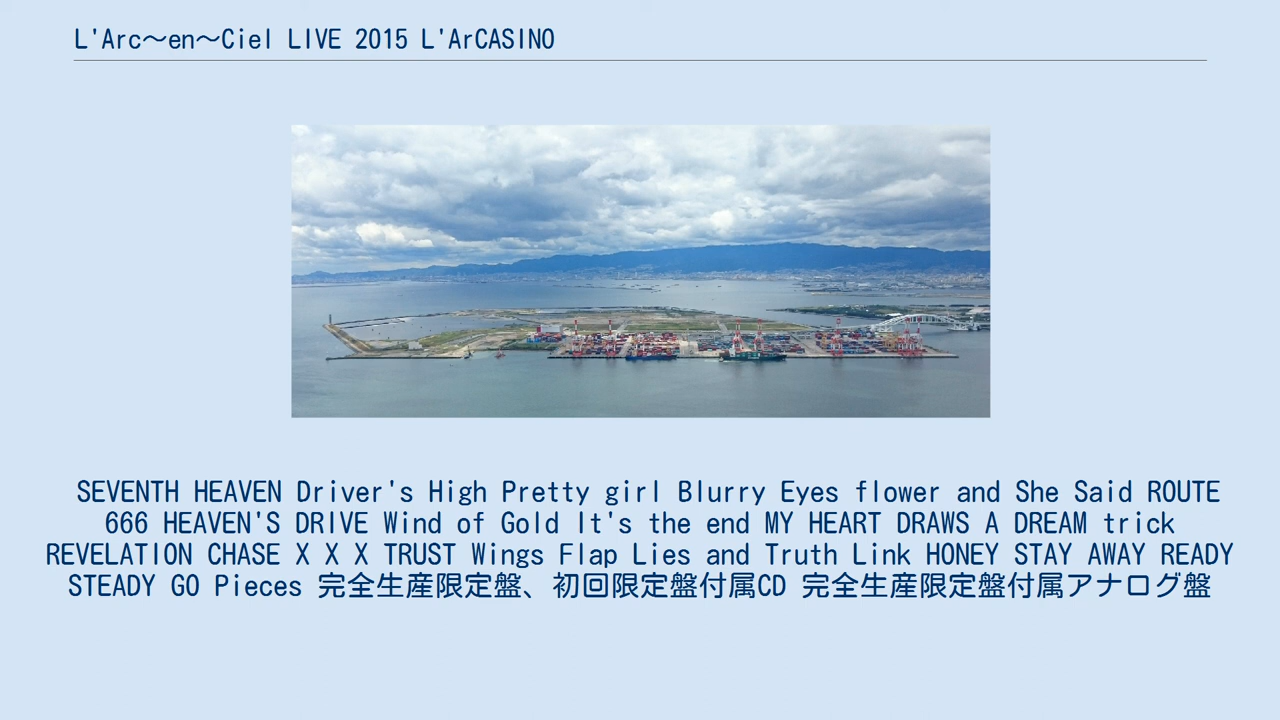 L'Arc〜en〜Ciel LIVE 2015 L'ArCASINO
SEVENTH HEAVEN Driver's High Pretty girl Blurry Eyes flower and She Said ROUTE
666 HEAVEN'S DRIVE Wind of Gold It's the end MY HEART DRAWS A DREAM trick
REVELATION CHASE X X X TRUST Wings Flap Lies and Truth Link HONEY STAY AWAY READY
STEADY GO Pieces 完全生産限定盤、初回限定盤付属CD 完全生産限定盤付属アナログ盤